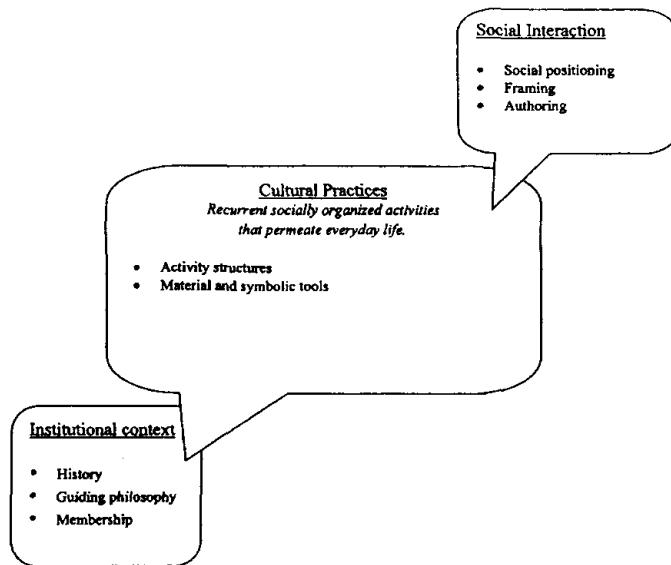 Social Interaction
• Social positioning
• Framing
• Authoring
Cultural Practices
Recurrent socially organized activities
that permeate everyday life.
• Activity structures
• Material and symbolic tools
Institutional context
• History
• Guiding philosophy
• Membership